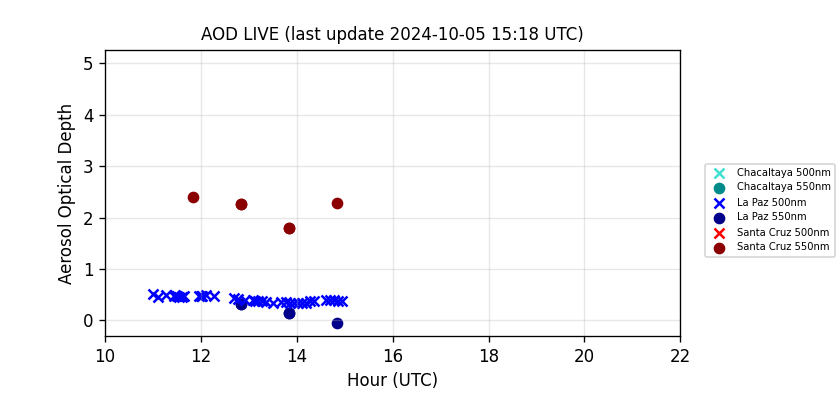 AOD LIVE (last update 2024-10-05 15:18 UTC)
Aerosol Optical Depth
5
4
3
2
1
0
10 12 14 16 18 20 22
Hour (UTC)
Chacaltaya 500nm
Chacaltaya 550nm
La Paz 500nm
La Paz 550nm
Santa Cruz 500nm
Santa Cruz 550nm